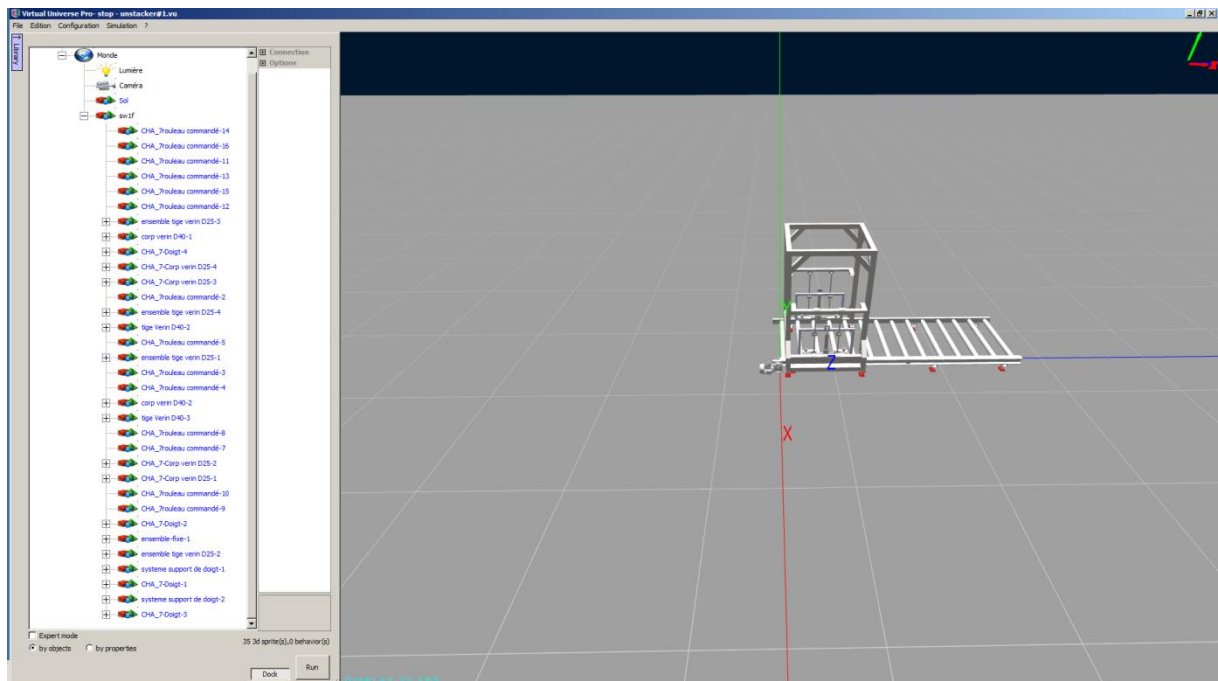 Virtual Universe Pro- stop - unstacker#1.vu
File Edition Configuration Simulation ?
Library
Monde
Connection
Options
Lumière
Caméra
Sol
sw1f
CHA_7rouleau commandé-14
CHA_7rouleau commandé-16
CHA_7rouleau commandé-11
CHA_7rouleau commandé-13
CHA_7rouleau commandé-15
CHA_7rouleau commandé-12
ensemble tige verin D25-3
corp verin D40-1
CHA_7-Doigt-4
CHA_7-Corp verin D25-4
CHA_7-Corp verin D25-3
CHA_7rouleau commandé-2
ensemble tige verin D25-4
tige Verin D40-2
CHA_7rouleau commandé-5
ensemble tige verin D25-1
CHA_7rouleau commandé-3
CHA_7rouleau commandé-4
corp verin D40-2
tige Verin D40-3
CHA_7rouleau commandé-8
CHA_7rouleau commandé-7
CHA_7-Corp verin D25-2
CHA_7-Corp verin D25-1
CHA_7rouleau commandé-10
CHA_7rouleau commandé-9
CHA_7-Doigt-2
ensemble-fixe-1
ensemble tige verin D25-2
systeme support de doigt-1
CHA_7-Doigt-1
systeme support de doigt-2
CHA_7-Doigt-3
Expert mode
by objects by properties
35 3d sprite(s),0 behavior(s)
Dock Run
Y
Z
X